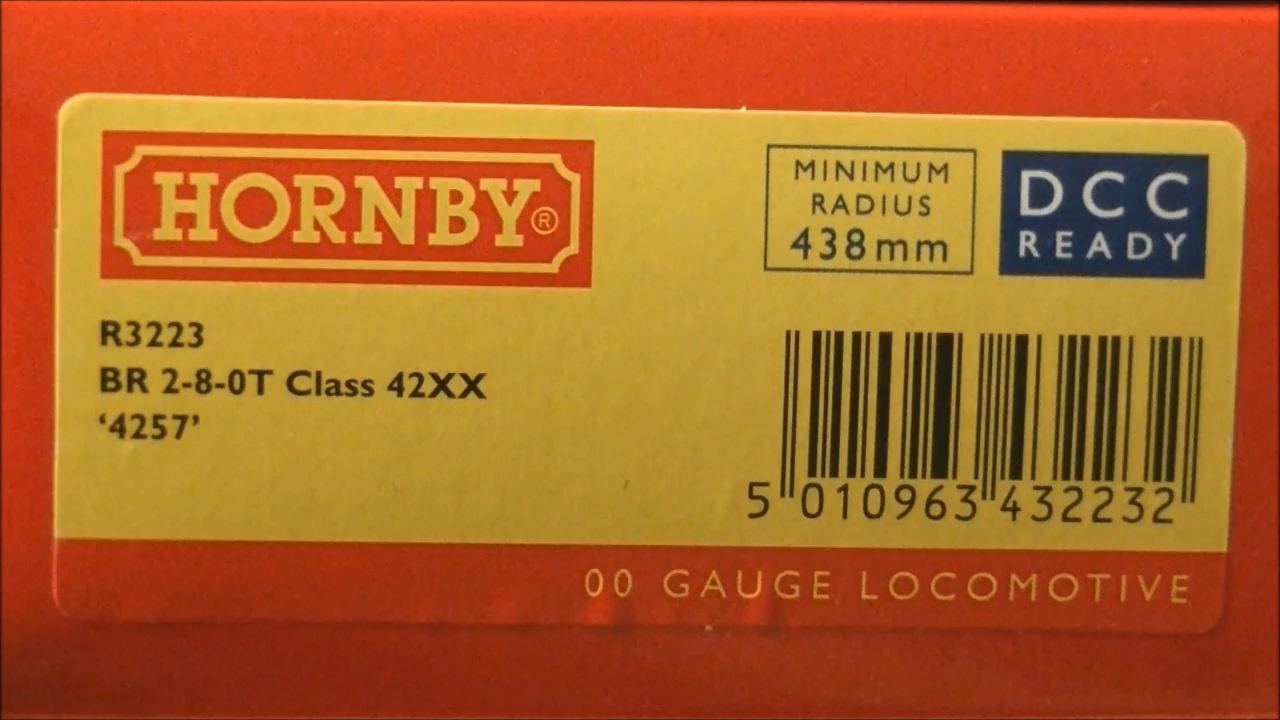 HORNBY®
MINIMUM
RADIUS
438mm
DCC
READY
R3223
BR 2-8-0T Class 42XX
‘4257’
5 010963 432232
00 GAUGE LOCOMOTIVE